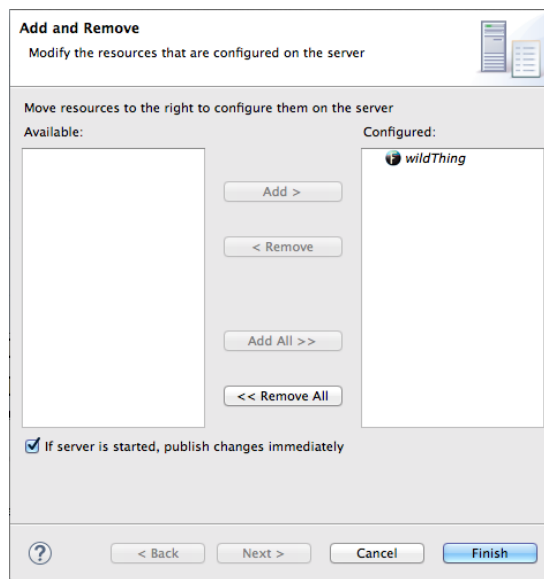 Add and Remove
Modify the resources that are configured on the server
Move resources to the right to configure them on the server
Available:
Configured:
wildThing
Add >
< Remove
Add All >>
<< Remove All
If server is started, publish changes immediately
?
< Back
Next >
Cancel
Finish